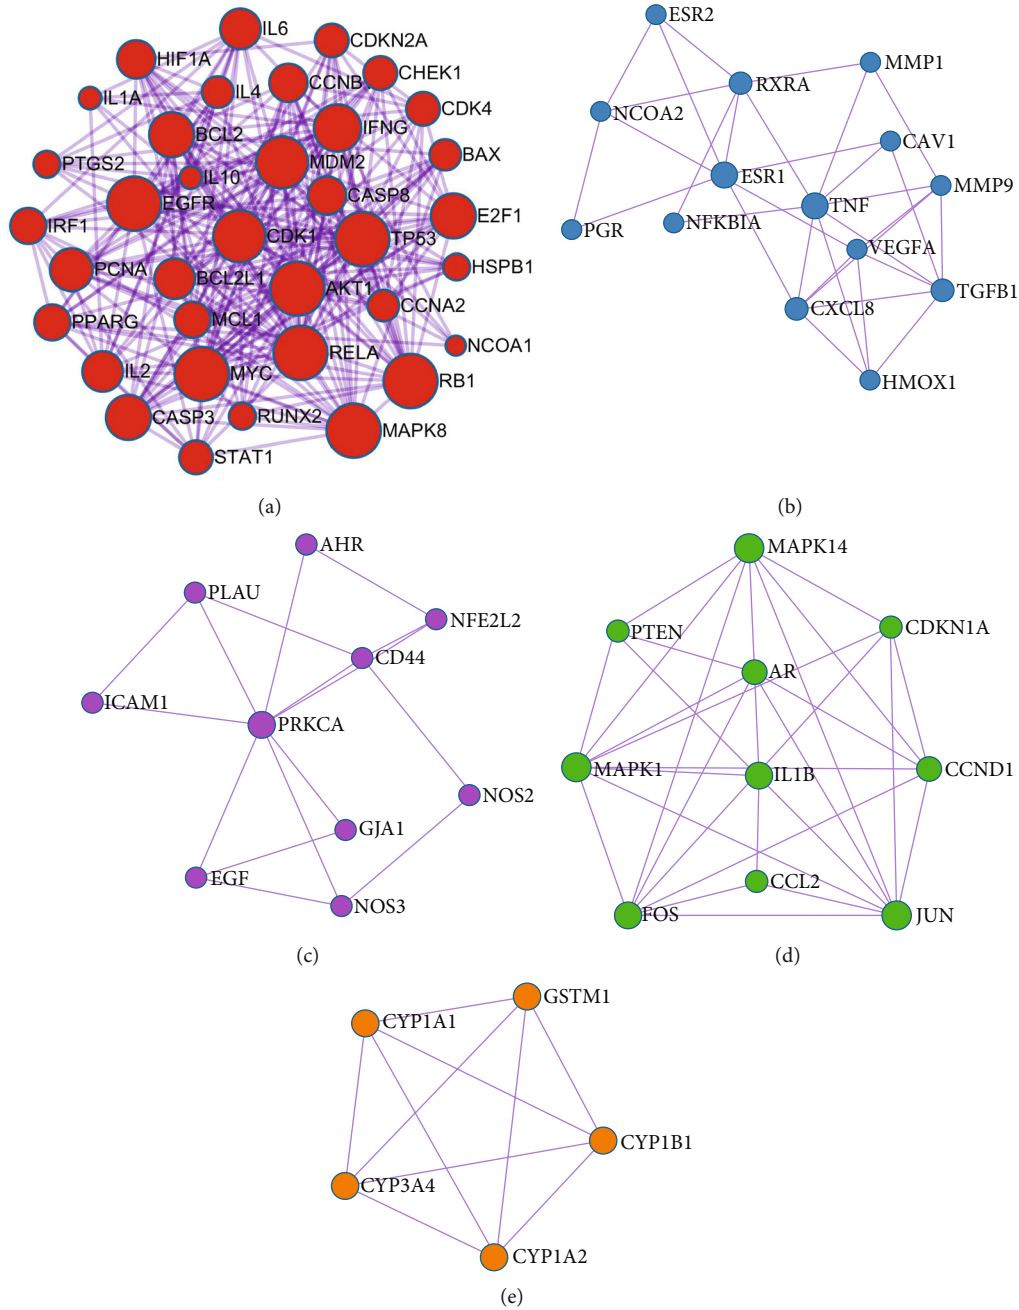 IL6
CDKN2A
HIF1A
CHEK1
CCNB
IL4
IL1A
CDK4
IFNG
BCL2
BAX
MDM2
PTGS2
IL10
CASP8
EGFR
E2F1
IRF1
CDK1
TP53
HSPB1
PCNA
BCL2L1
AKT1
CCNA2
PPARG
MCL1
NCOA1
RELA
IL2
MYC
RB1
CASP3
RUNX2
MAPK8
STAT1
(a)
ESR2
MMP1
RXRA
NCOA2
CAV1
ESR1
MMP9
TNF
NFKBIA
PGR
VEGFA
TGFB1
CXCL8
HMOX1
(b)
AHR
PLAU
NFE2L2
CD44
ICAM1
PRKCA
NOS2
GJA1
EGF
NOS3
(c)
MAPK14
PTEN
CDKN1A
AR
MAPK1
IL1B
CCND1
CCL2
FOS
JUN
(d)
GSTM1
CYP1A1
CYP1B1
CYP3A4
CYP1A2
(e)